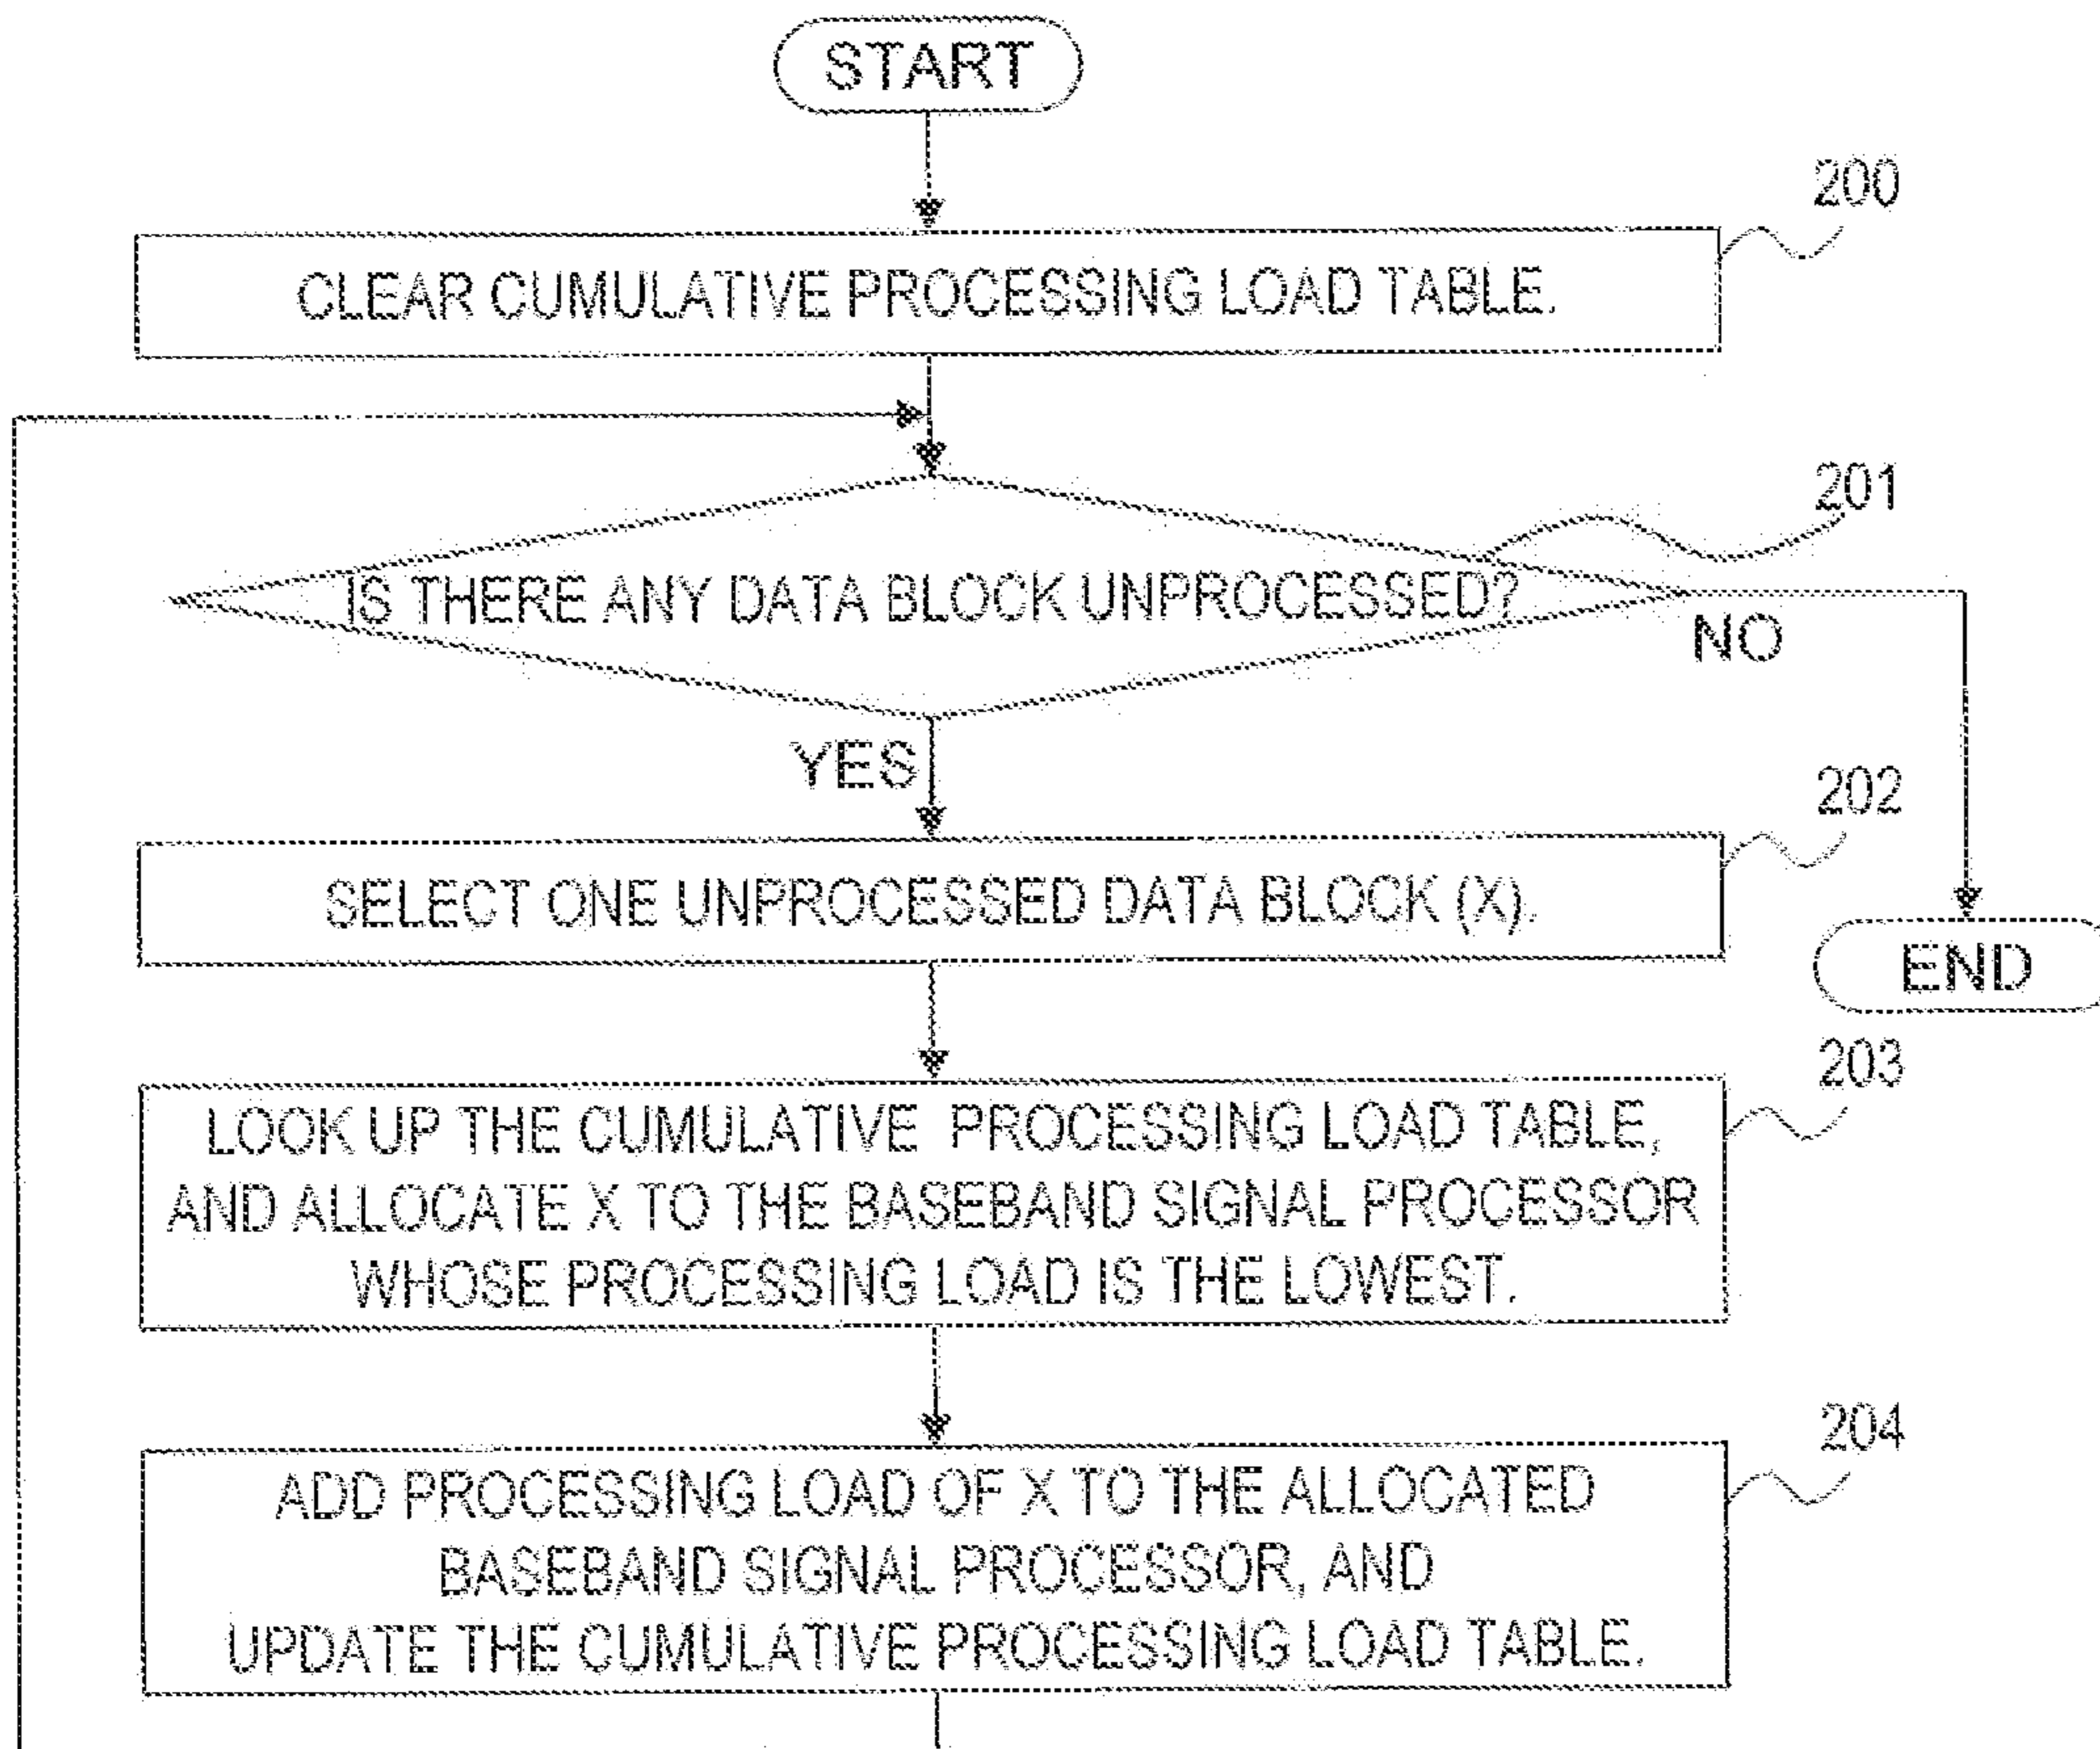 START
200
CLEAR CUMULATIVE PROCESSING LOAD TABLE.
201
IS THERE ANY DATA BLOCK UNPROCESSED?
NO
YES
202
SELECT ONE UNPROCESSED DATA BLOCK (X).
END
203
LOOK UP THE CUMULATIVE PROCESSING LOAD TABLE,
AND ALLOCATE X TO THE BASEBAND SIGNAL PROCESSOR
WHOSE PROCESSING LOAD IS THE LOWEST.
204
ADD PROCESSING LOAD OF X TO THE ALLOCATED
BASEBAND SIGNAL PROCESSOR, AND
UPDATE THE CUMULATIVE PROCESSING LOAD TABLE.